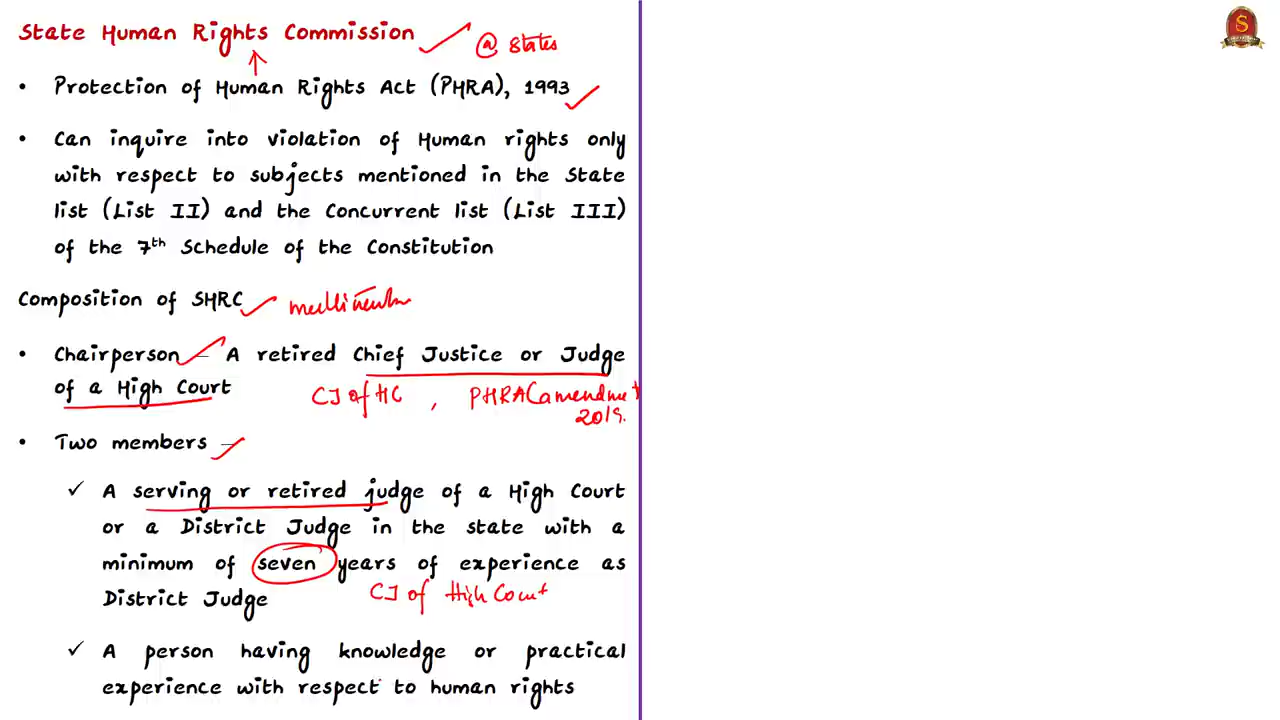 State Human Rights Commission
@ States
• Protection of Human Rights Act (PHRA), 1993
• Can inquire into violation of Human rights only
with respect to subjects mentioned in the State
list (List II) and the Concurrent list (List III)
of the 7th Schedule of the Constitution
Composition of SHRC
• Chairperson – A retired Chief Justice or Judge
of a High Court
CJ of HC , PHRA (amendment
2019.
• Two members –
✓ A serving or retired judge of a High Court
or a District Judge in the state with a
minimum of seven years of experience as
District Judge
CJ of High Court
✓ A person having knowledge or practical
experience with respect to human rights
S